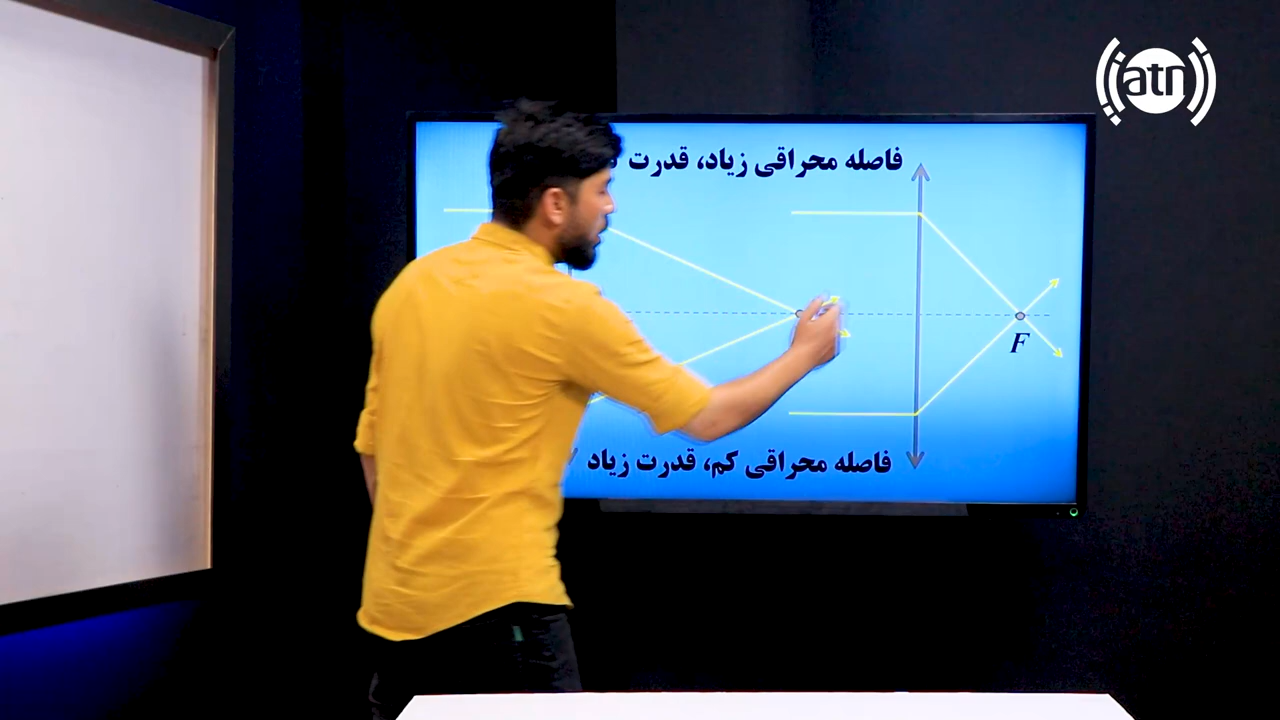 atn
فاصله محراقی زیاد، قدرت
F
فاصله محراقی کم، قدرت زیاد